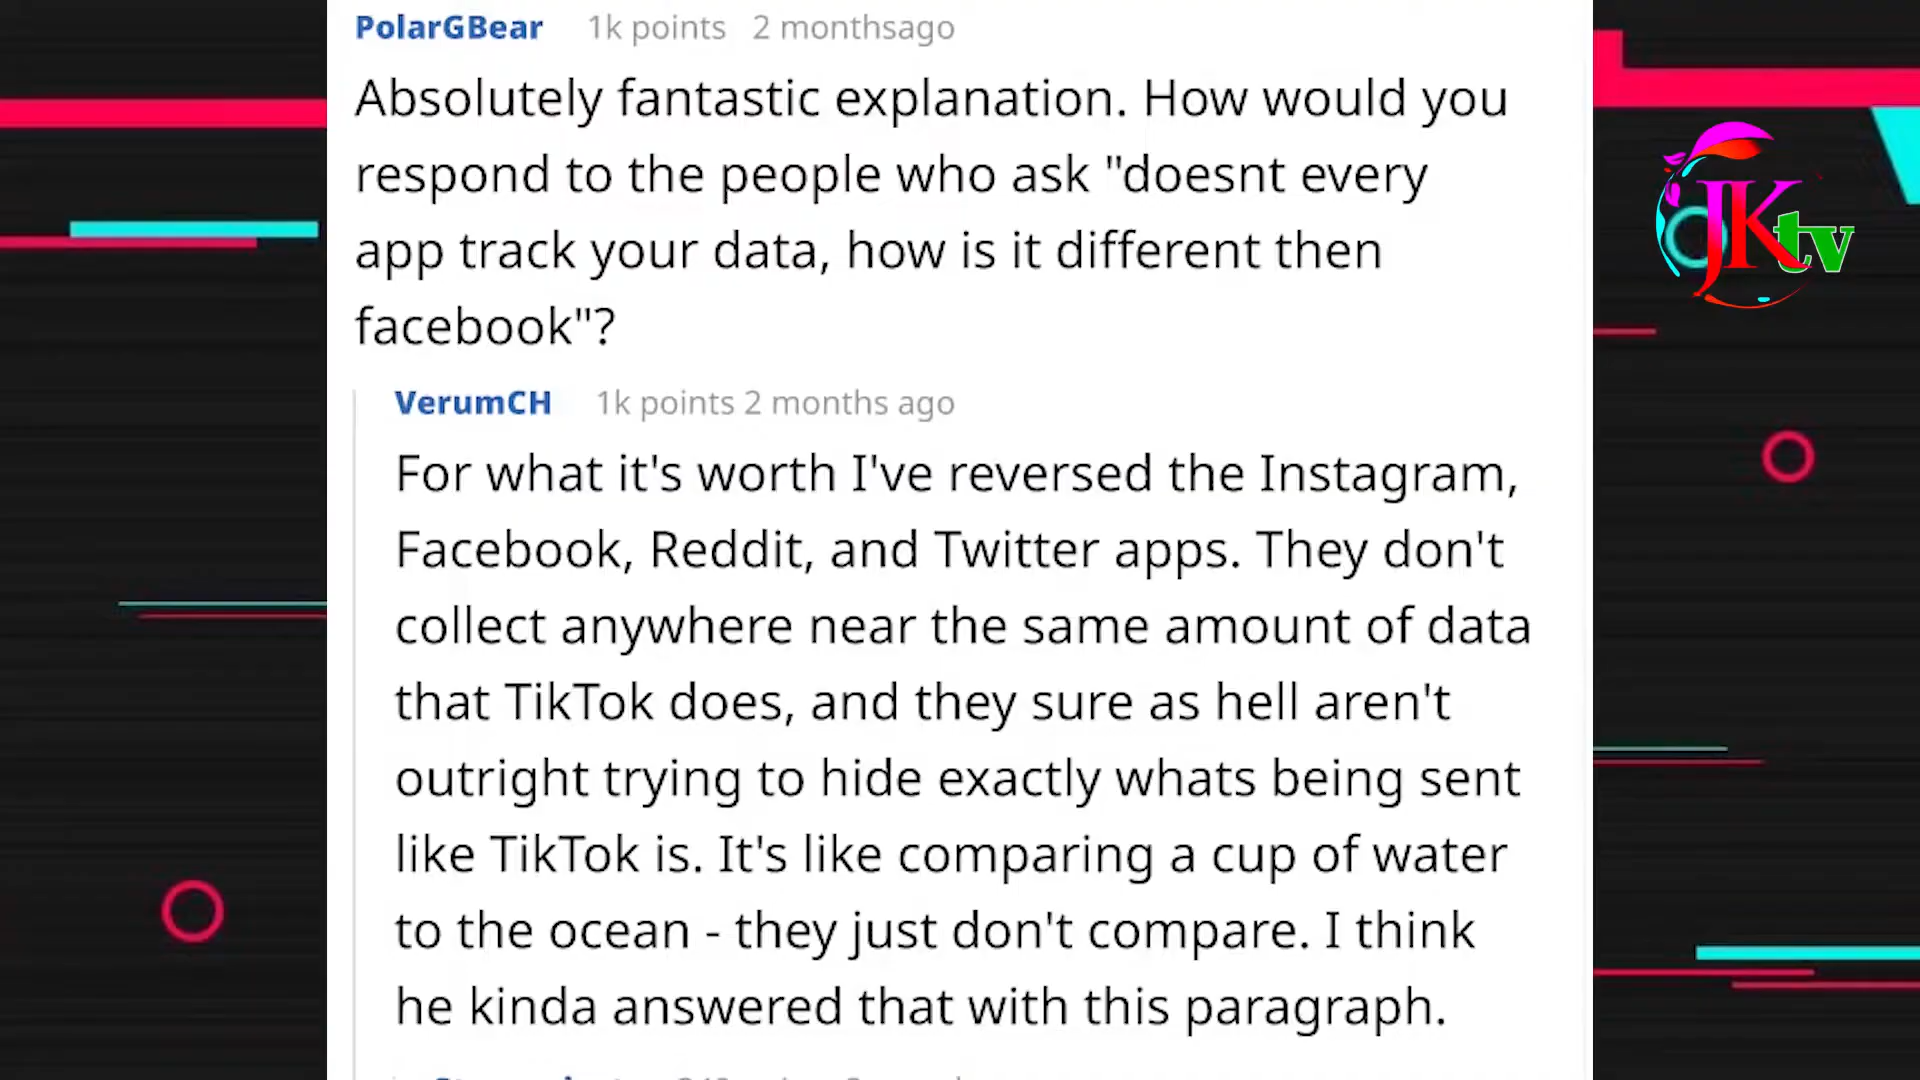 PolarGBear 1k points 2 monthsago
Absolutely fantastic explanation. How would you
respond to the people who ask "doesnt every
app track your data, how is it different then
facebook"?
VerumCH 1k points 2 months ago
For what it's worth I've reversed the Instagram,
Facebook, Reddit, and Twitter apps. They don't
collect anywhere near the same amount of data
that TikTok does, and they sure as hell aren't
outright trying to hide exactly whats being sent
like TikTok is. It's like comparing a cup of water
to the ocean - they just don't compare. I think
he kinda answered that with this paragraph.
JKtv